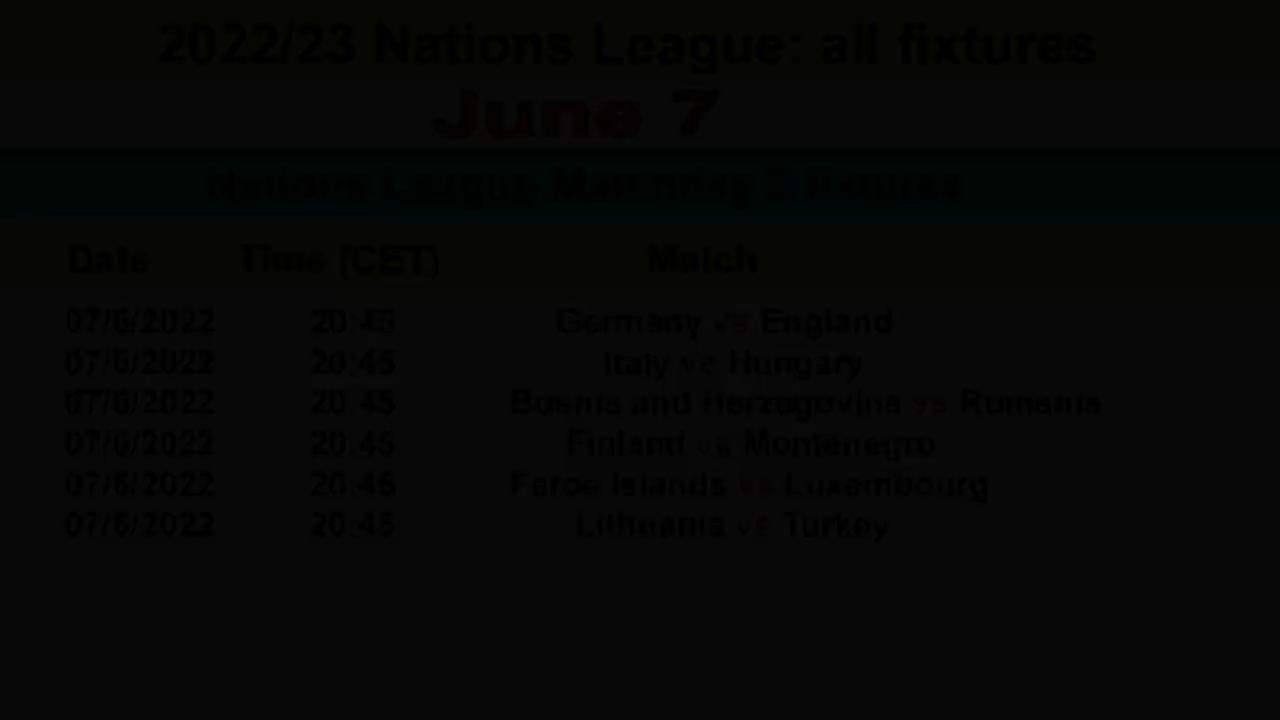 2022/23 Nations League: all fixtures
June 7
Nations League Matchday 2 fixtures
Date Time (CET) Match
07/6/2022 20:45 Germany vs England
07/6/2022 20:45 Italy vs Hungary
07/6/2022 20:45 Bosnia and Herzogovina vs Romania
07/6/2022 20:45 Finland vs Montenegro
07/6/2022 20:45 Faroe Islands vs Luxembourg
07/6/2022 20:45 Lithuania vs Turkey